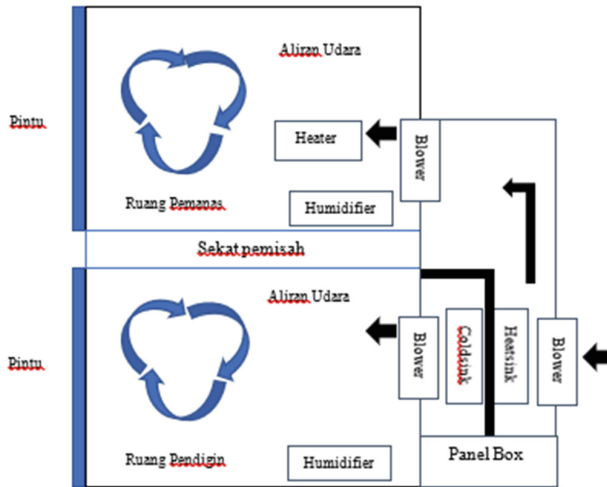 Aliran Udara
Pintu
Heater
Blower
Ruang Pemanas
Humidifier
Sekat pemisah
Aliran Udara
Pintu
Blower
Coldsink
Heatsink
Blower
Ruang Pendigin
Humidifier
Panel Box